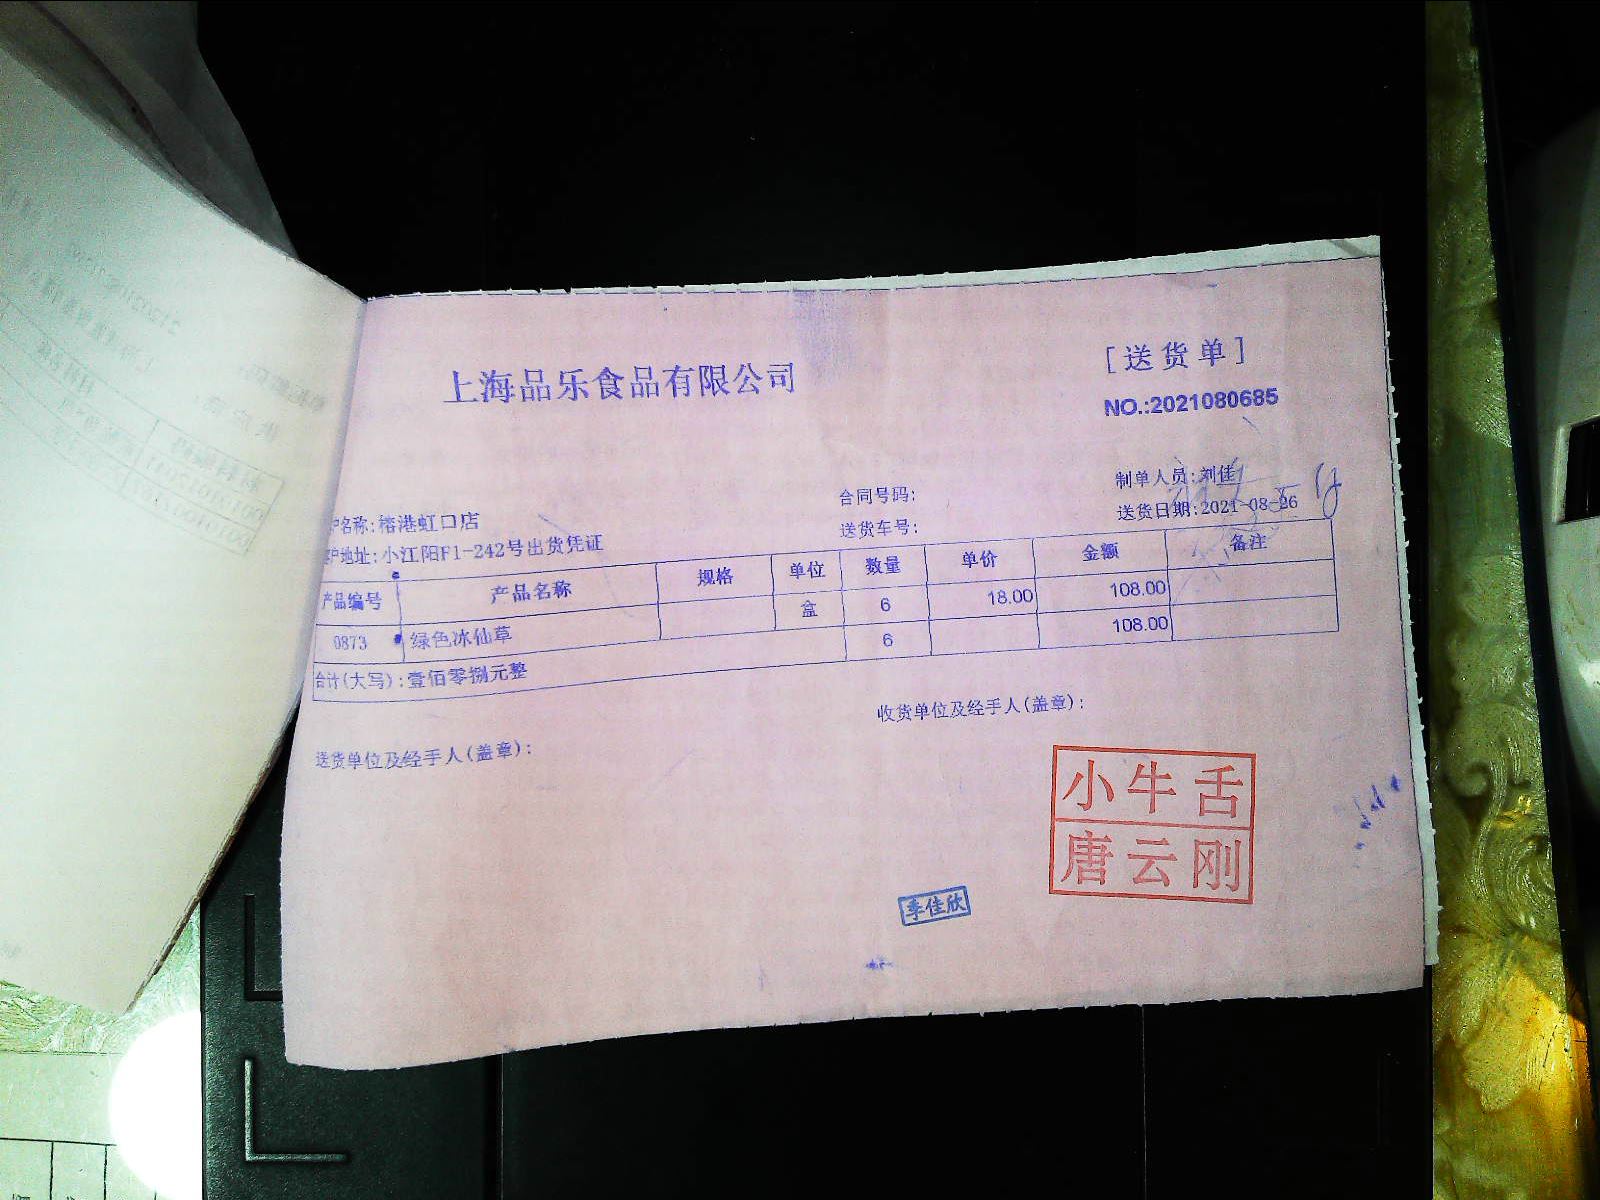 上海品乐食品有限公司
[送货单]
NO.:2021080685
制单人员:刘佳
合同号码:
户名称:榕港虹口店
送货日期:2021-08-26
送货车号:
户地址:小江阳F1-242号出货凭证
产品编号 产品名称 规格 单位 数量 单价 金额 备注
0873 绿色冰仙草 盒 6 18.00 108.00
合计(大写):壹佰零捌元整 6 108.00
收货单位及经手人(盖章):
送货单位及经手人(盖章):
小牛舌
唐云刚
李佳欣